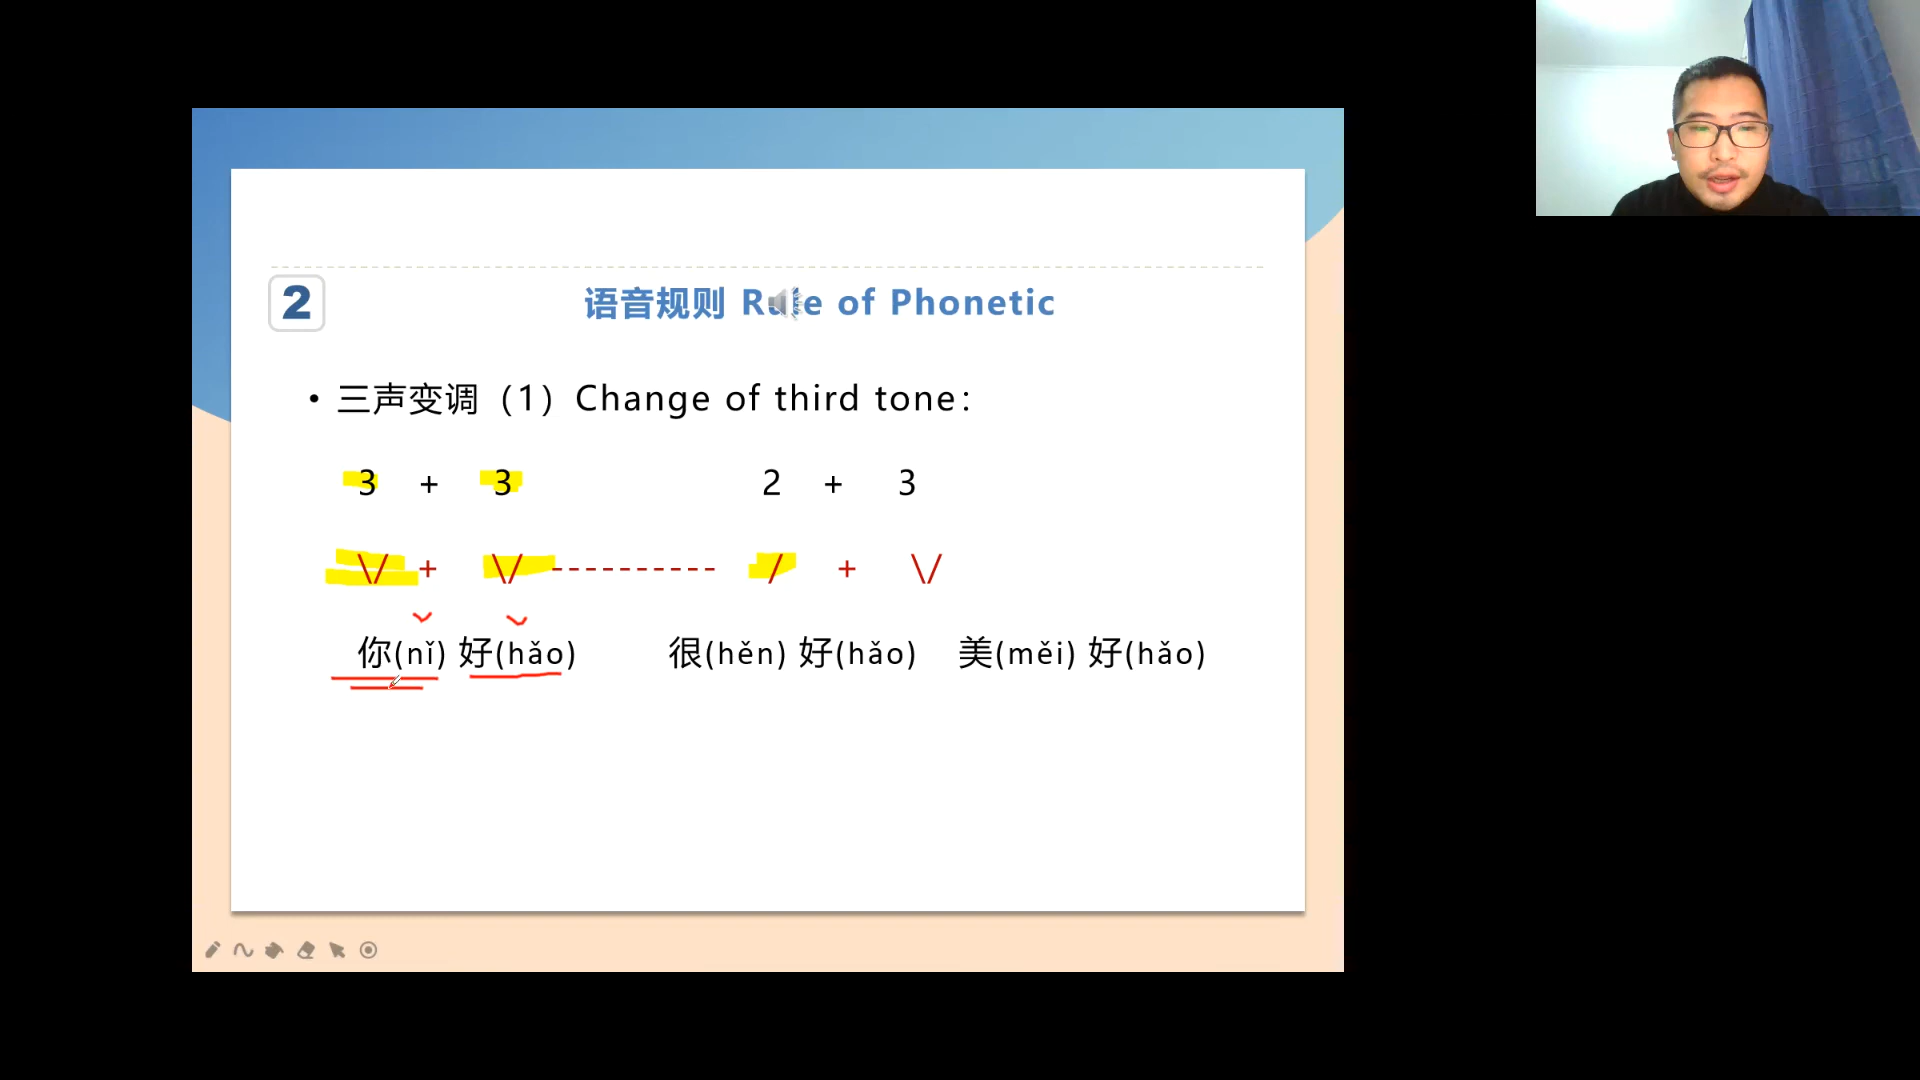 2
语音规则 Rule of Phonetic
• 三声变调（1）Change of third tone：
3 + 3 2 + 3
\/ + \/ ---------- / + \/
你(nǐ) 好(hǎo) 很(hěn) 好(hǎo) 美(měi) 好(hǎo)